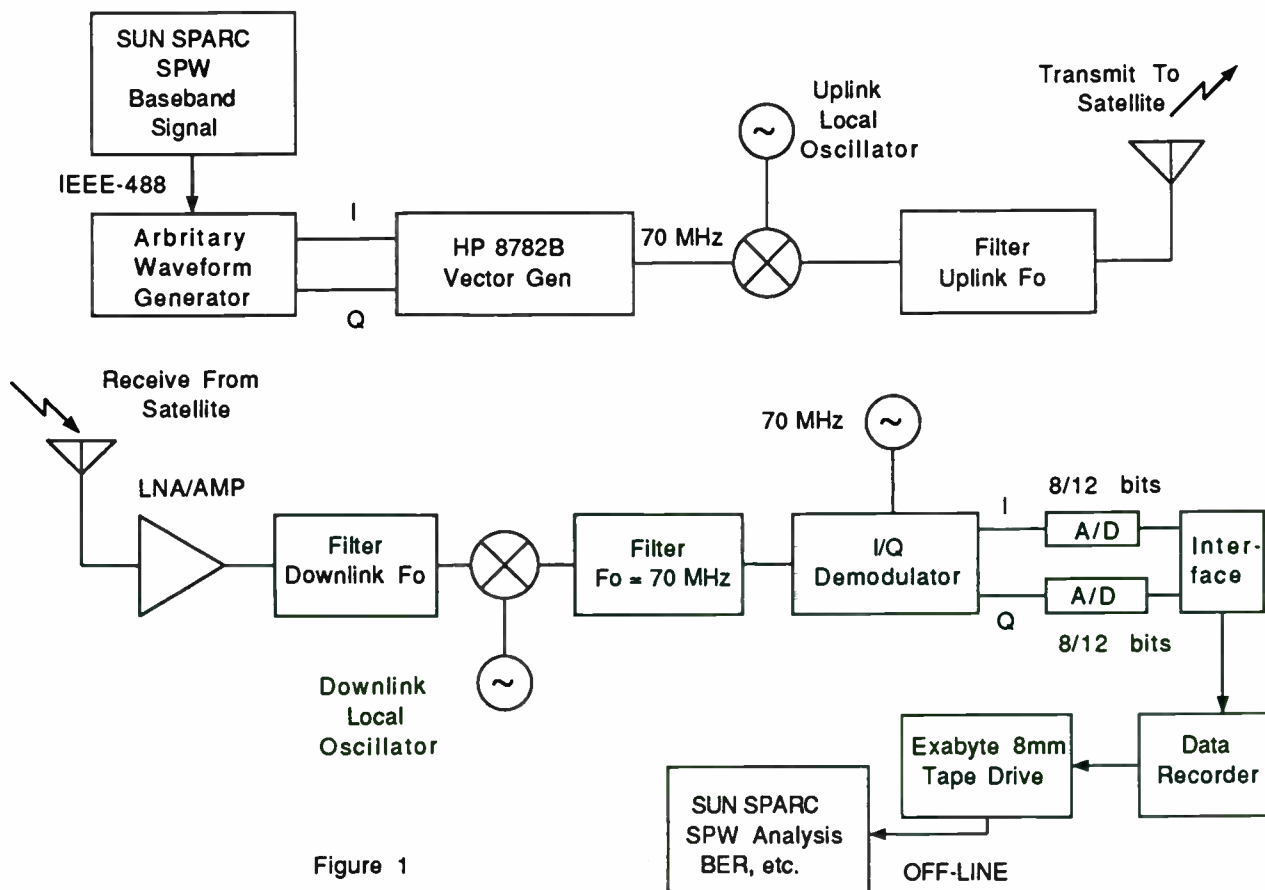 SUN SPARC
SPW
Baseband
Signal
IEEE-488
Arbritary
Waveform
Generator
I
Q
HP 8782B
Vector Gen
70 MHz
~
Uplink
Local
Oscillator
Filter
Uplink Fo
Transmit To
Satellite
Receive From
Satellite
LNA/AMP
Filter
Downlink Fo
~
Downlink
Local
Oscillator
Filter
Fo = 70 MHz
70 MHz
~
I/Q
Demodulator
I
Q
8/12 bits
A/D
A/D
8/12 bits
Inter-
face
Data
Recorder
Exabyte 8mm
Tape Drive
SUN SPARC
SPW Analysis
BER, etc.
OFF-LINE
Figure 1